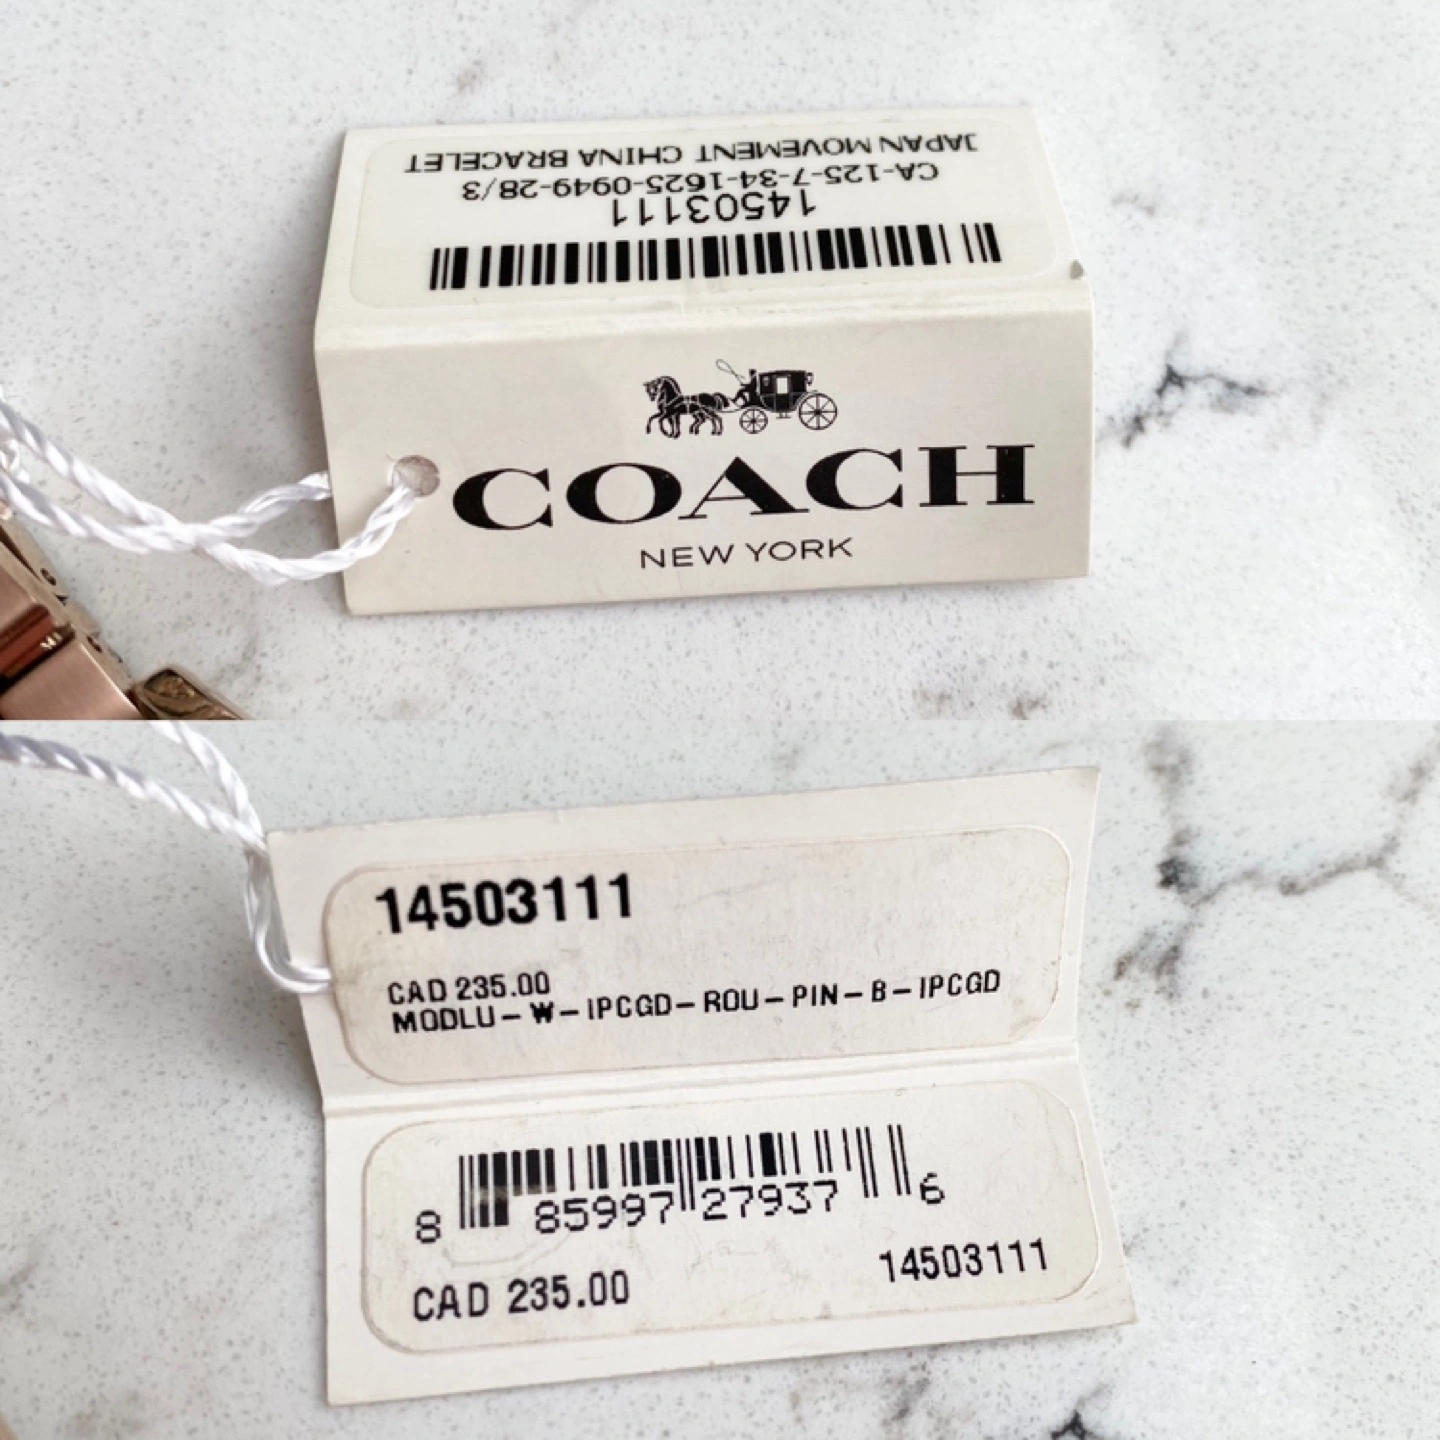 JAPAN MOVEMENT CHINA BRACELET
CA-125-7-34-1625-0949-28/3
14503111
COACH
NEW YORK
14503111
CAD 235.00
MODLU-W-IPCGD-ROU-PIN-B-IPCGD
8 85997 27937 6
CAD 235.00
14503111